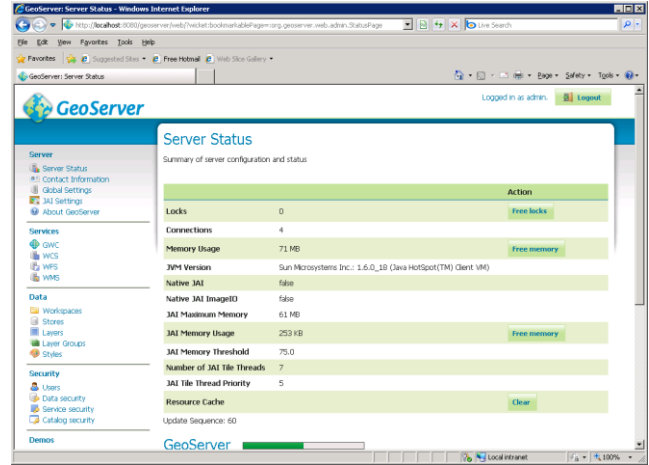 GeoServer: Server Status - Windows Internet Explorer
http://localhost:8080/geoserver/web/?wicket:bookmarkablePage=:org.geoserver.web.admin.StatusPage
Live Search
File Edit View Favorites Tools Help
Favorites Suggested Sites Free Hotmail Web Slice Gallery
GeoServer: Server Status
Page Safety Tools
GeoServer
Logged in as admin. Logout
Server
Server Status
Contact Information
Global Settings
JAI Settings
About GeoServer
Services
GWC
WCS
WFS
WMS
Data
Workspaces
Stores
Layers
Layer Groups
Styles
Security
Users
Data security
Service security
Catalog security
Demos
Server Status
Summary of server configuration and status
Action
Locks 0 Free locks
Connections 4
Memory Usage 71 MB Free memory
JVM Version Sun Microsystems Inc.: 1.6.0_18 (Java HotSpot(TM) Client VM)
Native JAI false
Native JAI ImageIO false
JAI Maximum Memory 61 MB
JAI Memory Usage 253 KB Free memory
JAI Memory Threshold 75.0
Number of JAI Tile Threads 7
JAI Tile Thread Priority 5
Resource Cache Clear
Update Sequence: 60
GeoServer
Local intranet 100%